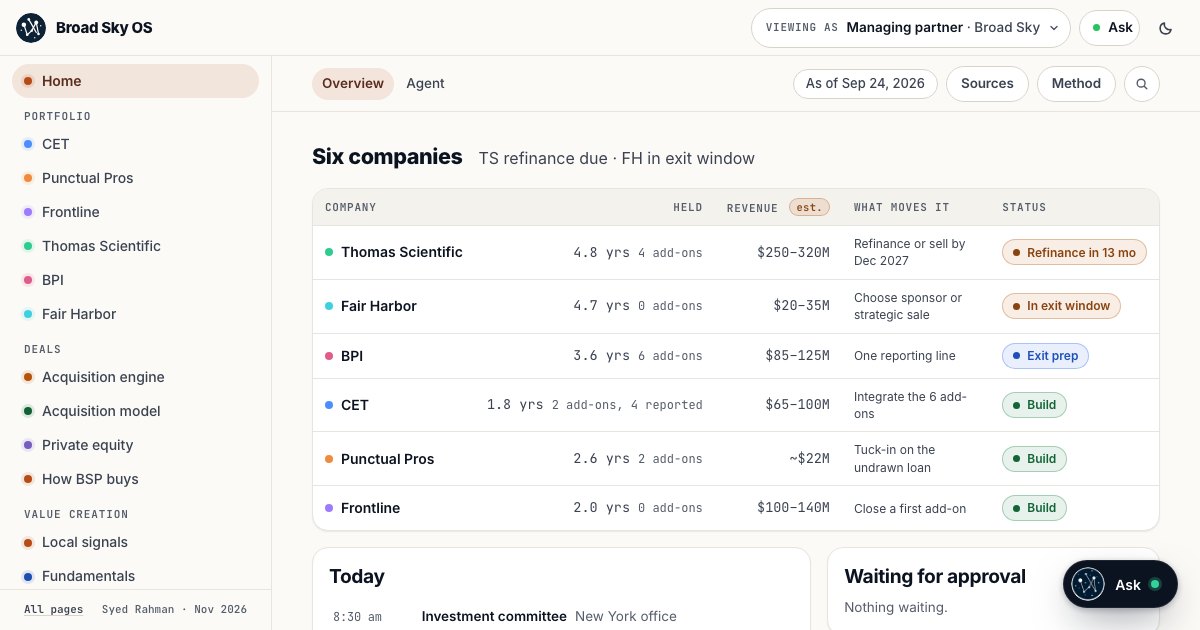 Broad Sky OS
VIEWING AS Managing partner · Broad Sky
Ask
Home
PORTFOLIO
CET
Punctual Pros
Frontline
Thomas Scientific
BPI
Fair Harbor
DEALS
Acquisition engine
Acquisition model
Private equity
How BSP buys
VALUE CREATION
Local signals
Fundamentals
All pages Syed Rahman · Nov 2026
Overview Agent
As of Sep 24, 2026 Sources Method
Six companies TS refinance due · FH in exit window
COMPANY HELD REVENUE est. WHAT MOVES IT STATUS
Thomas Scientific 4.8 yrs 4 add-ons $250–320M Refinance or sell by
Dec 2027
Refinance in 13 mo
Fair Harbor 4.7 yrs 0 add-ons $20–35M Choose sponsor or
strategic sale
In exit window
BPI 3.6 yrs 6 add-ons $85–125M One reporting line Exit prep
CET 1.8 yrs 2 add-ons, 4 reported $65–100M Integrate the 6 add-
ons
Build
Punctual Pros 2.6 yrs 2 add-ons ~$22M Tuck-in on the
undrawn loan
Build
Frontline 2.0 yrs 0 add-ons $100–140M Close a first add-on Build
Today
8:30 am Investment committee New York office
Waiting for approval
Nothing waiting.
Ask